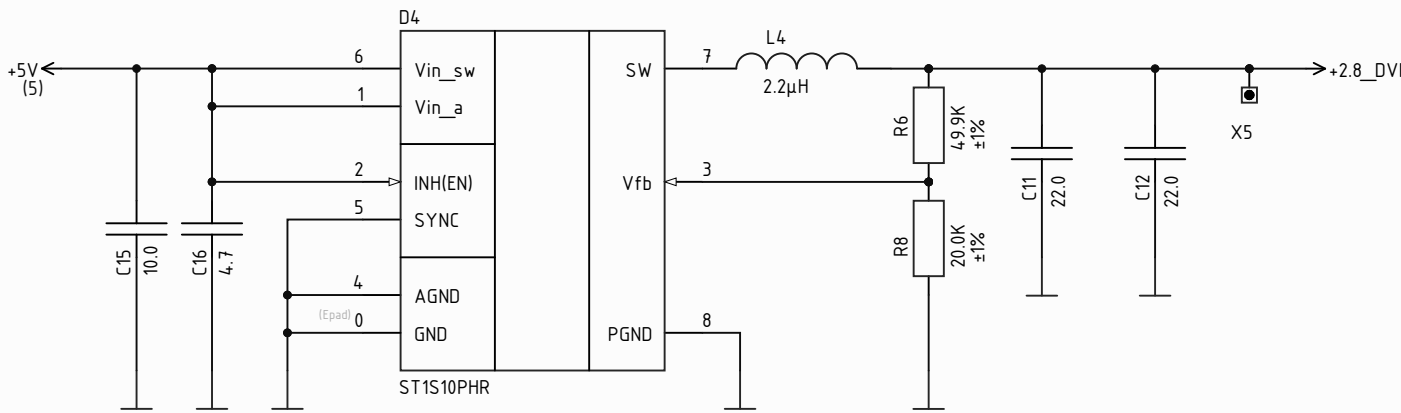 D4
+5V
(5)
6
Vin_sw
1
Vin_a
2
INH(EN)
5
SYNC
4
AGND
(Epad)
0
GND
ST1S10PHR
SW
7
Vfb
3
PGND
8
L4
2.2µH
R6
49.9K
±1%
R8
20.0K
±1%
C15
10.0
C16
4.7
C11
22.0
C12
22.0
X5
+2.8_DV